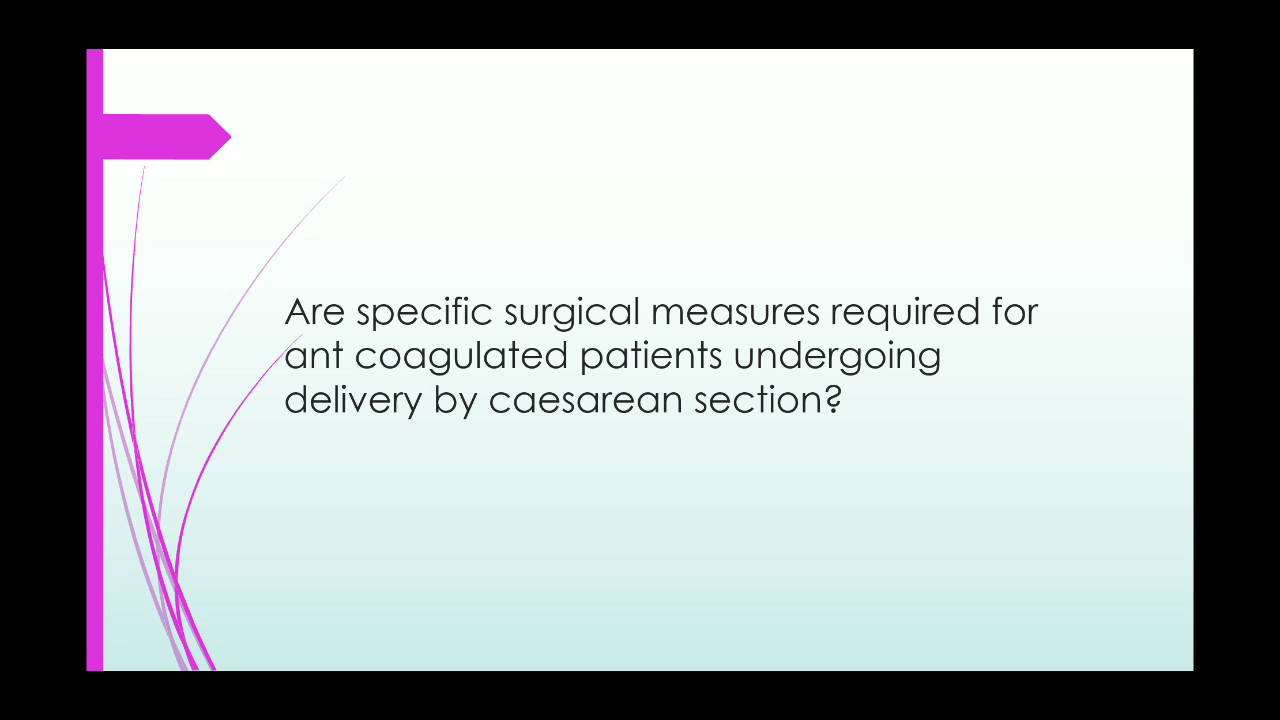 Are specific surgical measures required for
ant coagulated patients undergoing
delivery by caesarean section?